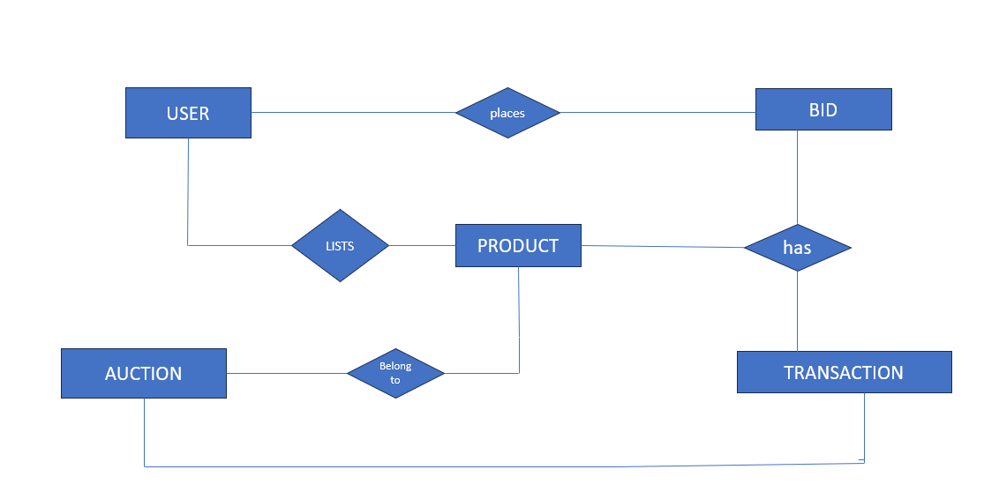 USER
places
BID
LISTS
PRODUCT
has
AUCTION
Belong
to
TRANSACTION